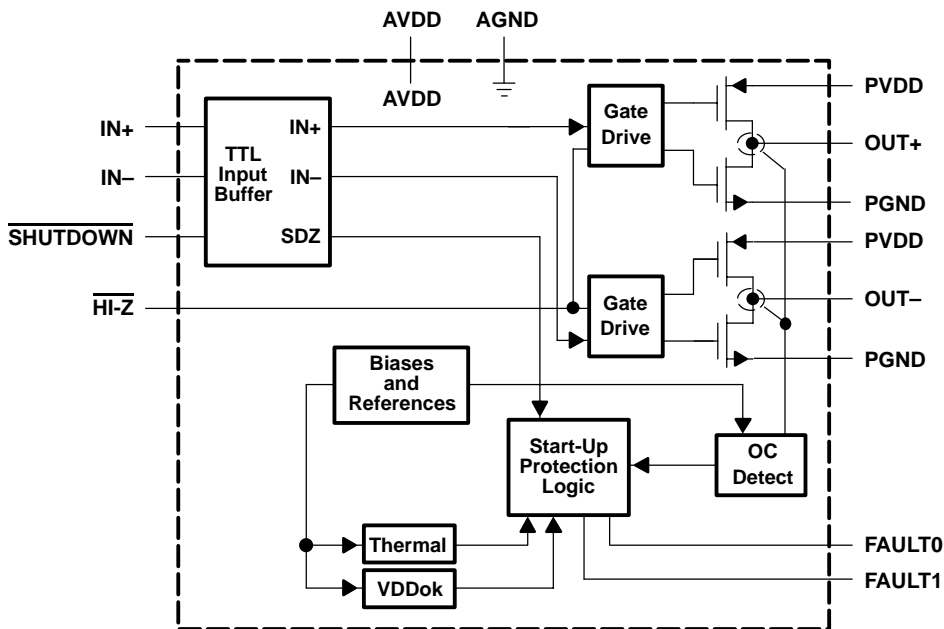 AVDD AGND
AVDD
PVDD
IN+
IN+
Gate
Drive
OUT+
TTL
Input
Buffer
IN–
IN–
PGND
SHUTDOWN
SDZ
PVDD
HI-Z
Gate
Drive
OUT–
PGND
Biases
and
References
Start-Up
Protection
Logic
OC
Detect
Thermal
FAULT0
VDDok
FAULT1